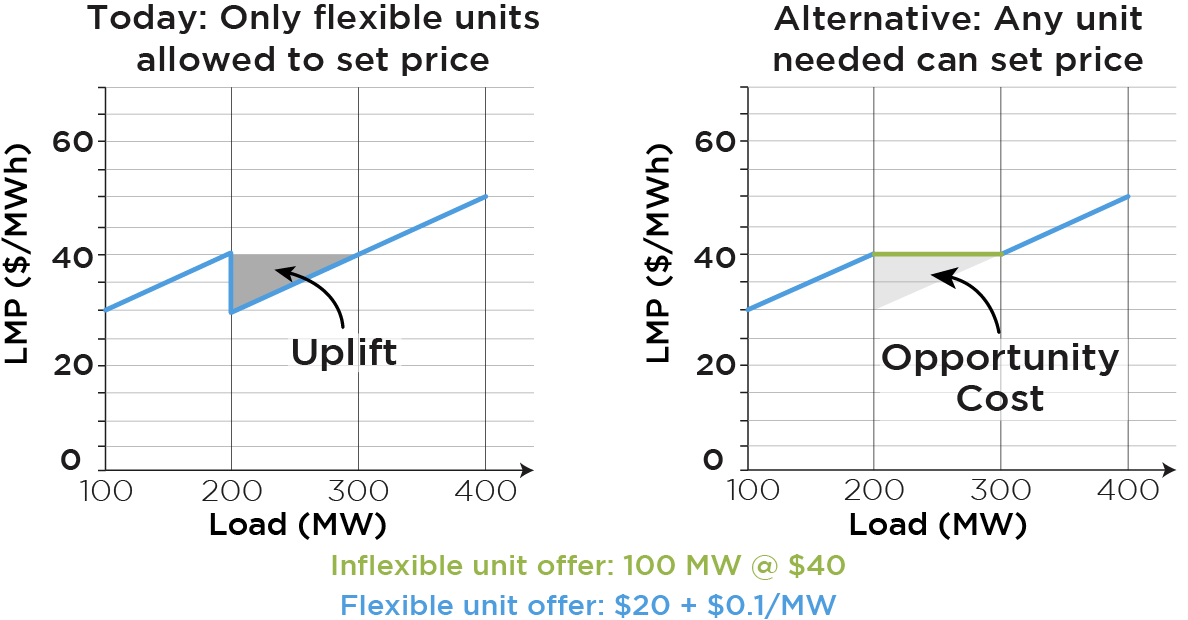 Today: Only flexible units
allowed to set price
LMP ($/MWh)
60
40
20
0
100 200 300 400
Load (MW)
Uplift
Alternative: Any unit
needed can set price
LMP ($/MWh)
60
40
20
0
100 200 300 400
Load (MW)
Opportunity
Cost
Inflexible unit offer: 100 MW @ $40
Flexible unit offer: $20 + $0.1/MW